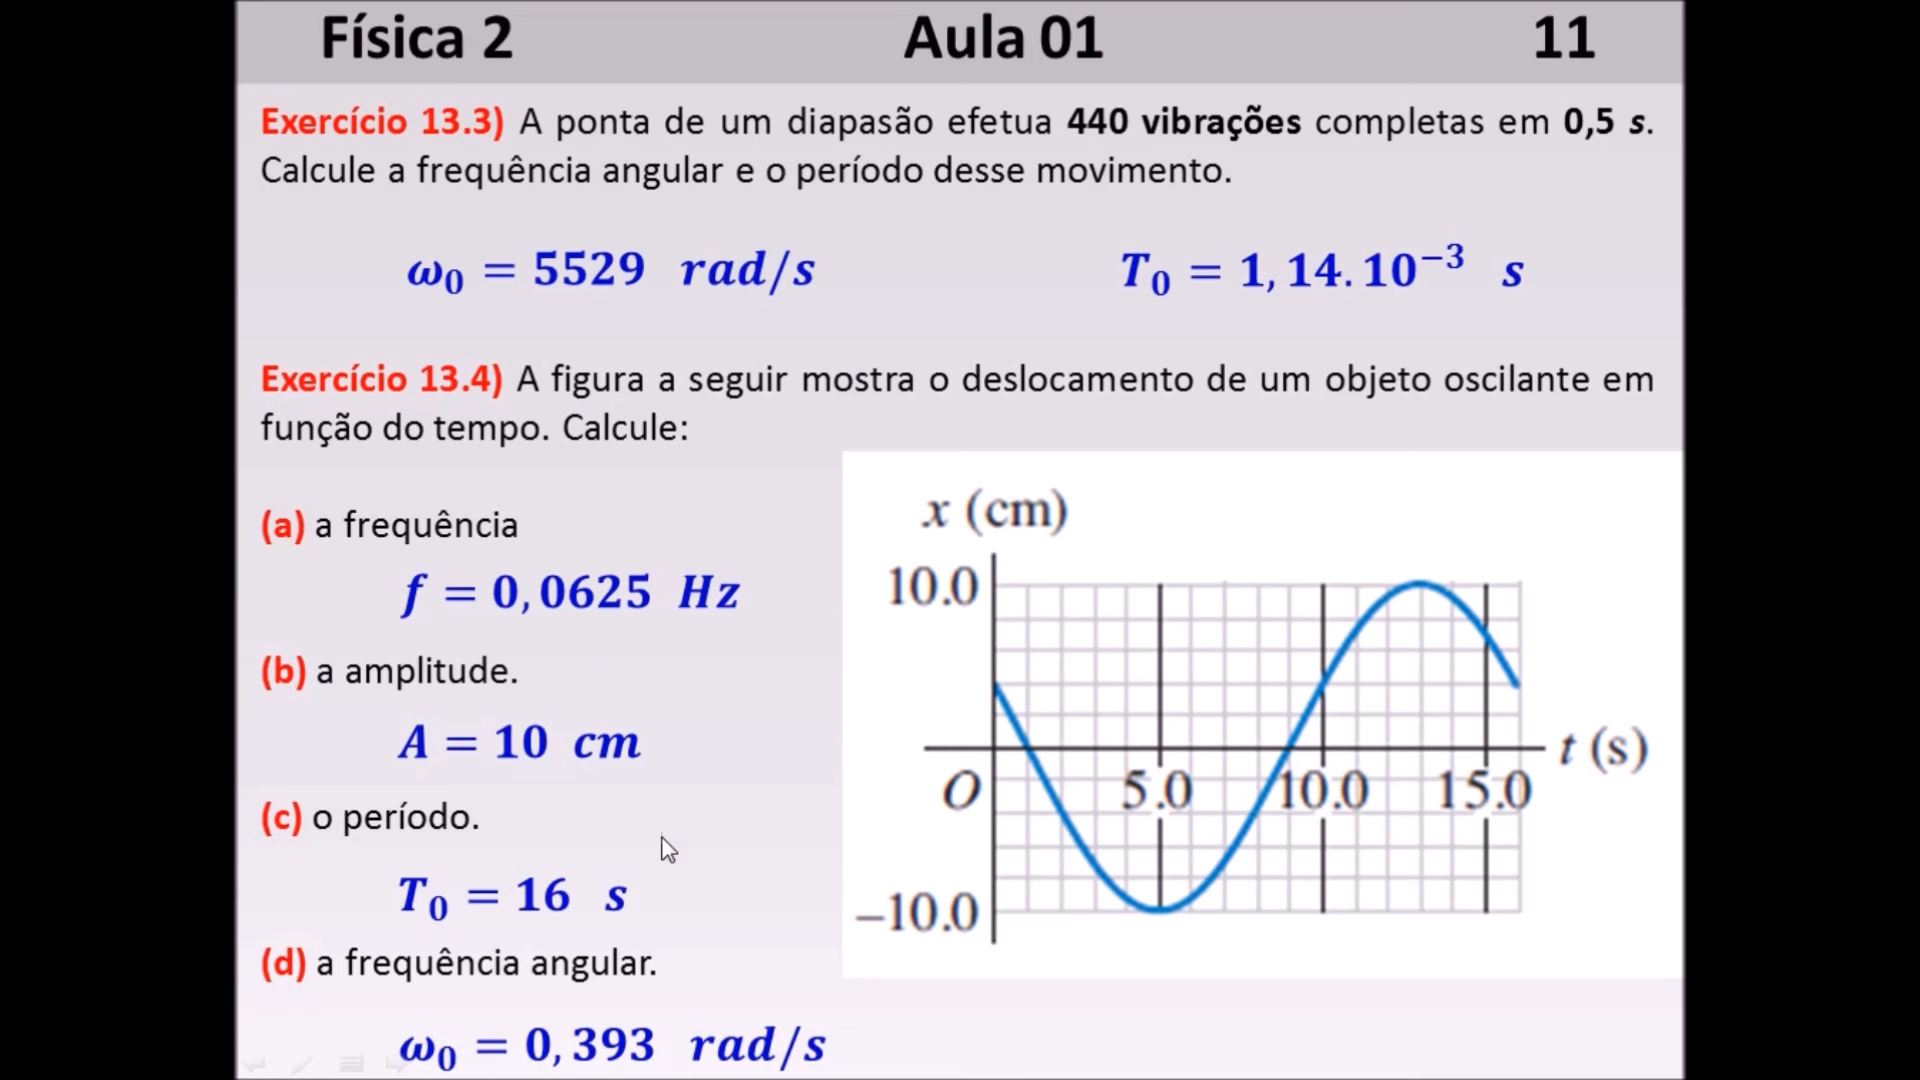 Física 2 Aula 01 11
Exercício 13.3) A ponta de um diapasão efetua 440 vibrações completas em 0,5 s.
Calcule a frequência angular e o período desse movimento.
ω₀ = 5529 rad/s T₀ = 1,14.10⁻³ s
Exercício 13.4) A figura a seguir mostra o deslocamento de um objeto oscilante em
função do tempo. Calcule:
(a) a frequência
f = 0,0625 Hz
(b) a amplitude.
A = 10 cm
(c) o período.
T₀ = 16 s
(d) a frequência angular.
ω₀ = 0,393 rad/s
x (cm)
10.0
t (s)
O 5.0 10.0 15.0
–10.0